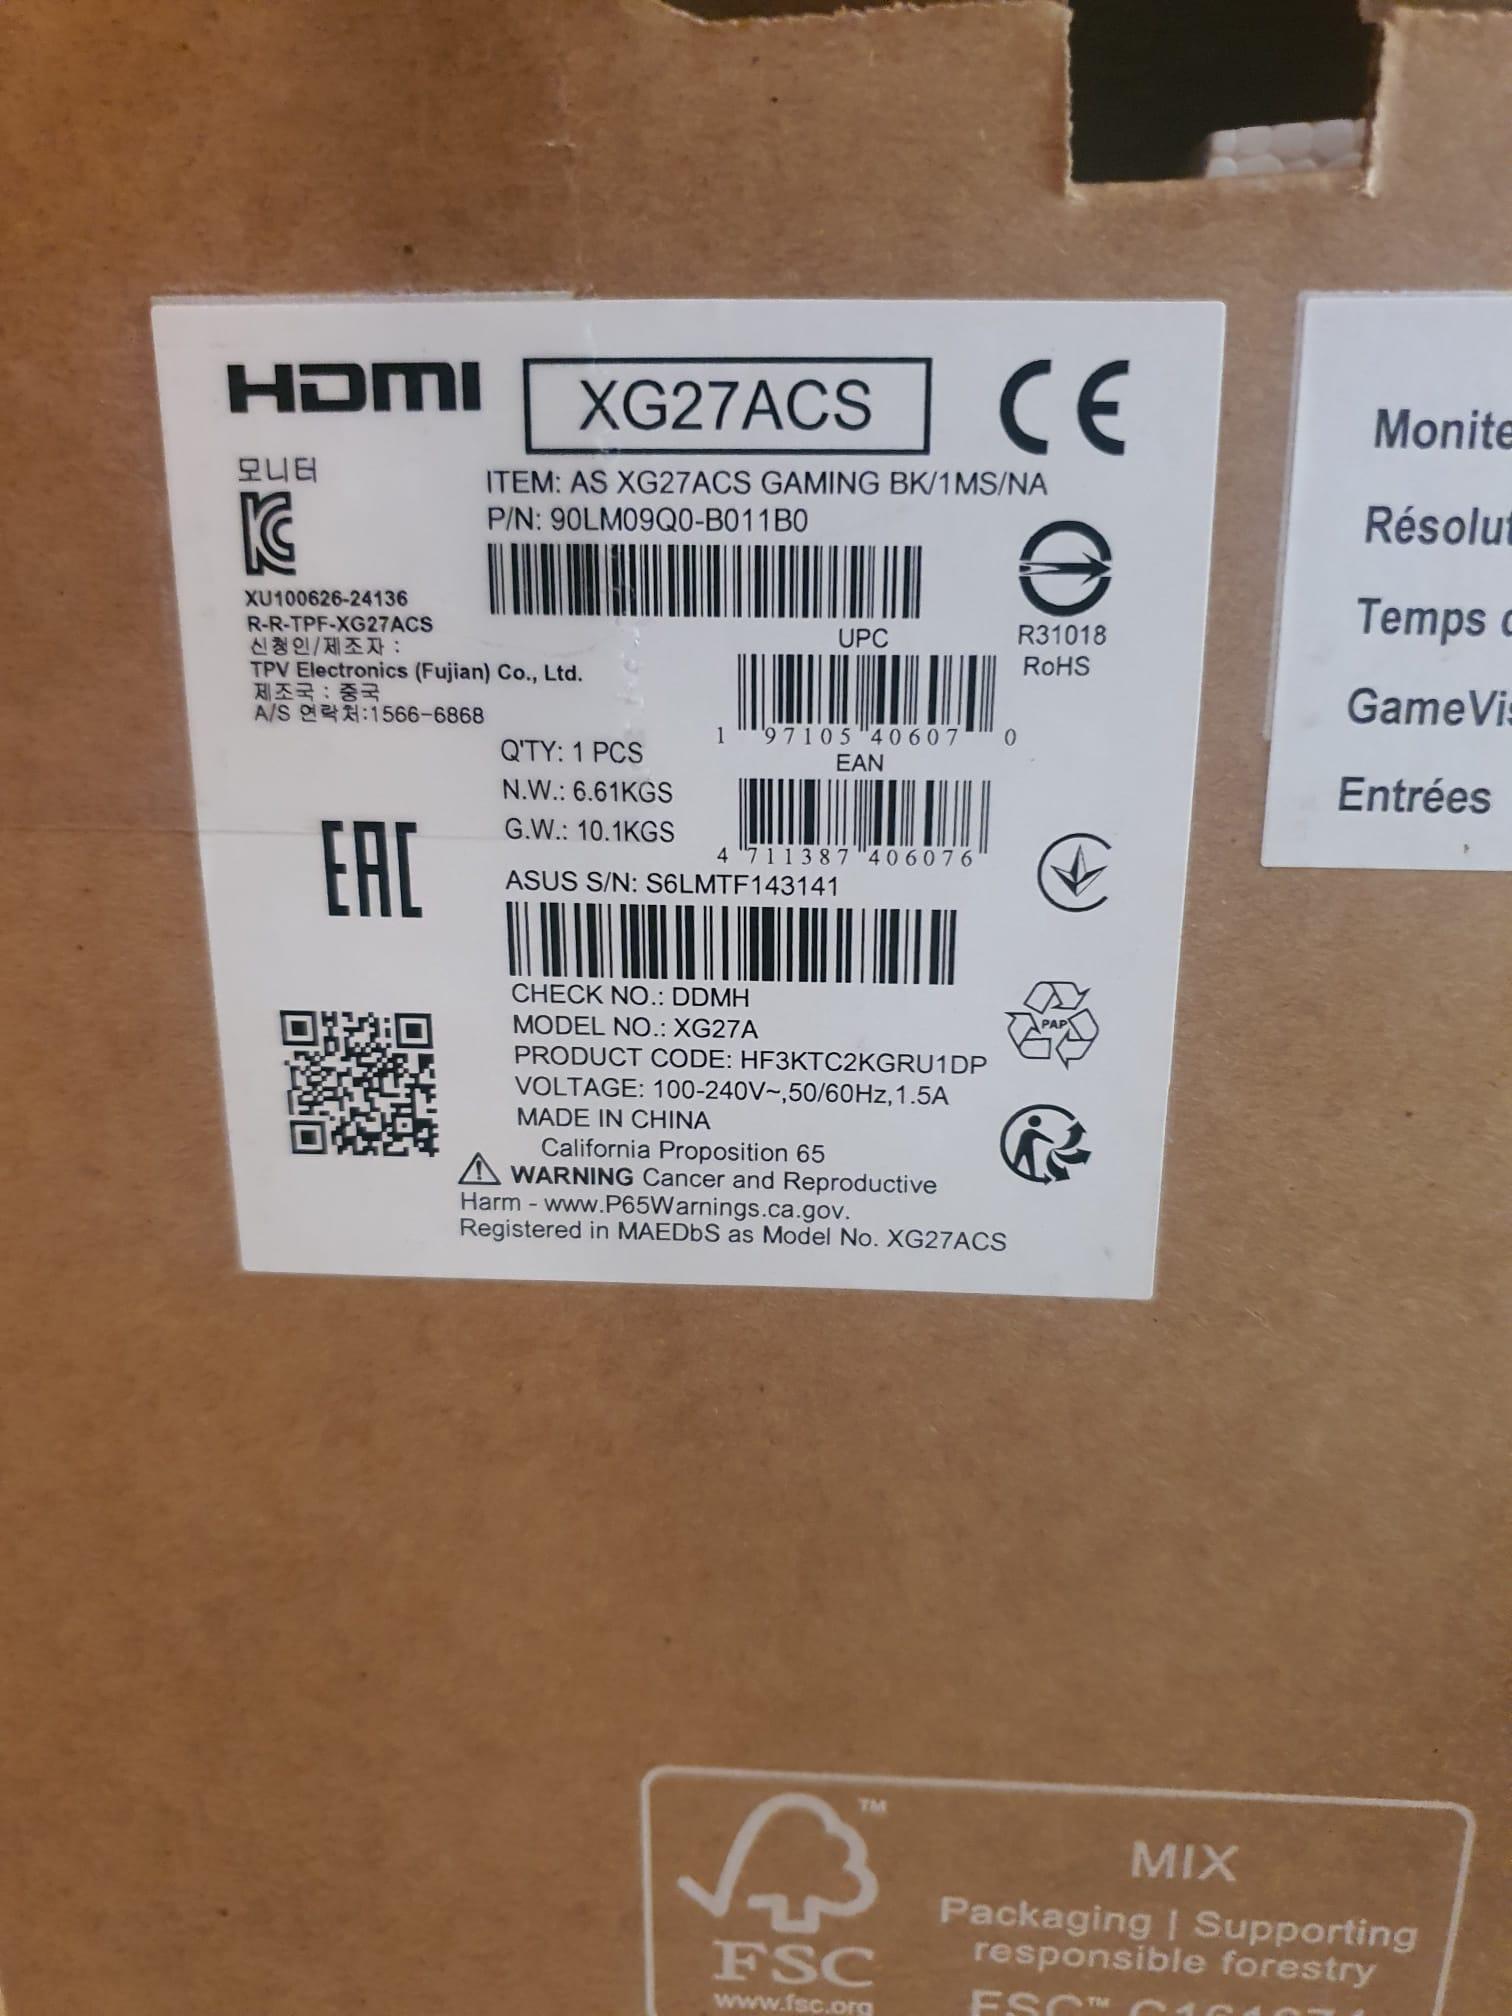 HDMI
XG27ACS
CE
모니터
ITEM: AS XG27ACS GAMING BK/1MS/NA
P/N: 90LM09Q0-B011B0
XU100626-24136
R-R-TPF-XG27ACS
신청인/제조자 :
TPV Electronics (Fujian) Co., Ltd.
제조국 : 중국
A/S 연락처:1566-6868
R31018
RoHS
UPC
1 97105 40607 0
Q'TY: 1 PCS
EAN
N.W.: 6.61KGS
G.W.: 10.1KGS
4 711387 406076
EAC
ASUS S/N: S6LMTF143141
CHECK NO.: DDMH
MODEL NO.: XG27A
PAP
PRODUCT CODE: HF3KTC2KGRU1DP
VOLTAGE: 100-240V~,50/60Hz,1.5A
MADE IN CHINA
California Proposition 65
WARNING Cancer and Reproductive
Harm - www.P65Warnings.ca.gov.
Registered in MAEDbS as Model No. XG27ACS
Temps
Entrées
TM
FSC
www.fsc.org
MIX
Packaging | Supporting
responsible forestry
FSC™